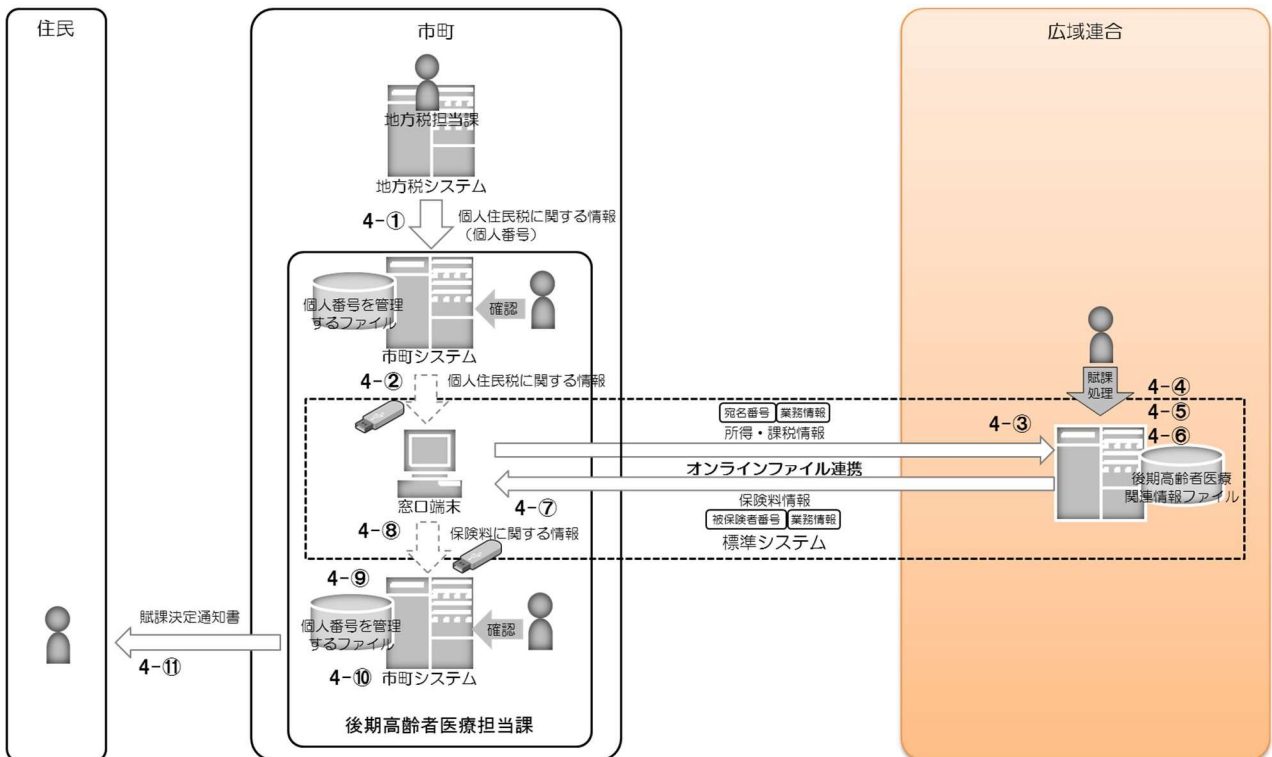 住民
市町
広域連合
地方税担当課
地方税システム
4-①
個人住民税に関する情報
（個人番号）
個人番号を管理
するファイル
確認
市町システム
4-②
個人住民税に関する情報
賦課
処理
4-④
4-⑤
4-⑥
宛名番号 業務情報
所得・課税情報
4-③
オンラインファイル連携
後期高齢者医療
関連情報ファイル
窓口端末
4-⑦
保険料情報
被保険者番号 業務情報
標準システム
4-⑧
保険料に関する情報
4-⑨
個人番号を管理
するファイル
確認
4-⑩
市町システム
賦課決定通知書
4-⑪
後期高齢者医療担当課